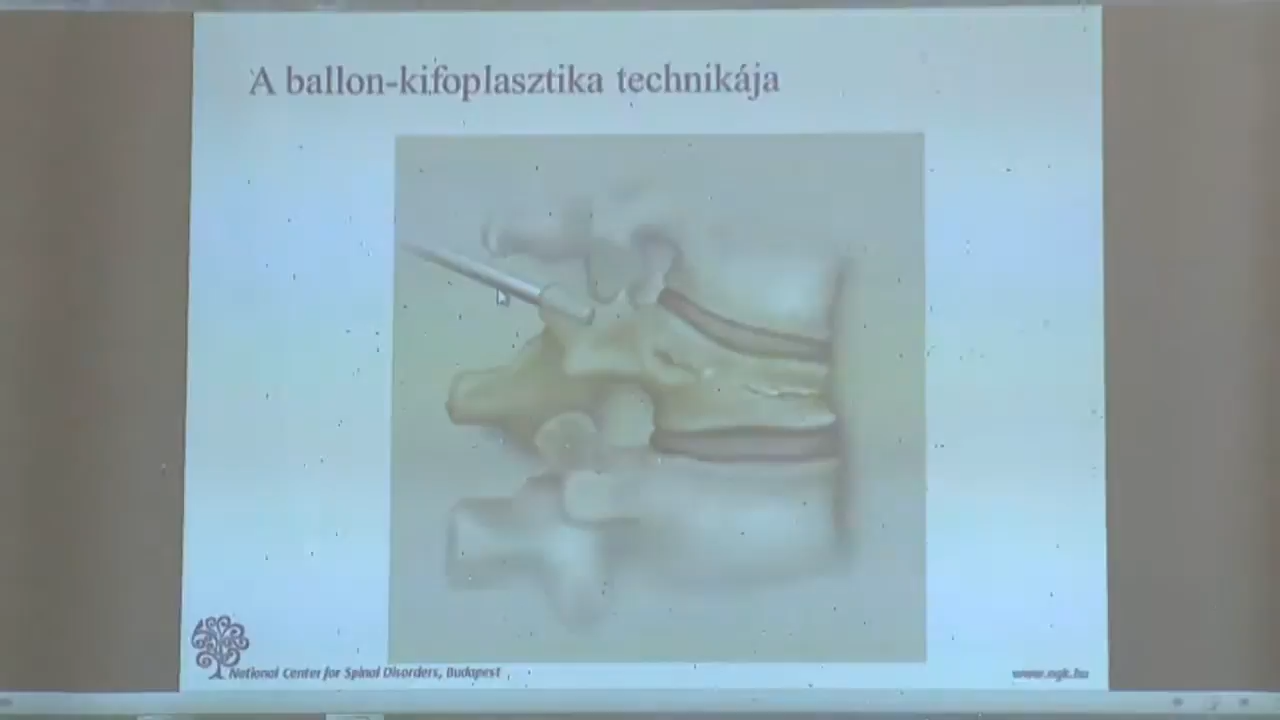 A ballon-kifoplasztika technikája
National Center for Spinal Disorders, Budapest
www.ogk.hu